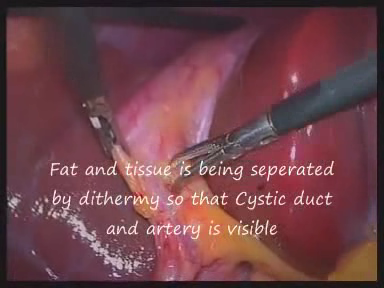 Fat and tissue is being seperated
by dithermy so that Cystic duct
and artery is visible